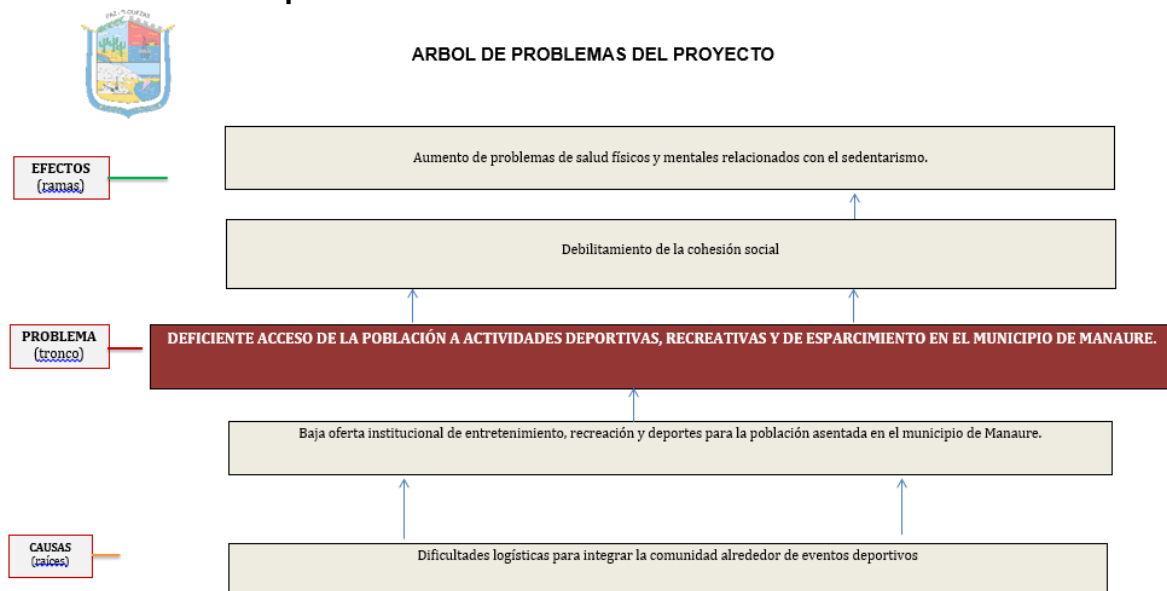 ARBOL DE PROBLEMAS DEL PROYECTO
Aumento de problemas de salud físicos y mentales relacionados con el sedentarismo.
EFECTOS
(ramas)
Debilitamiento de la cohesión social
PROBLEMA
(tronco)
DEFICIENTE ACCESO DE LA POBLACIÓN A ACTIVIDADES DEPORTIVAS, RECREATIVAS Y DE ESPARCIMIENTO EN EL MUNICIPIO DE MANAURE.
Baja oferta institucional de entretenimiento, recreación y deportes para la población asentada en el municipio de Manaure.
CAUSAS
(raíces)
Dificultades logísticas para integrar la comunidad alrededor de eventos deportivos